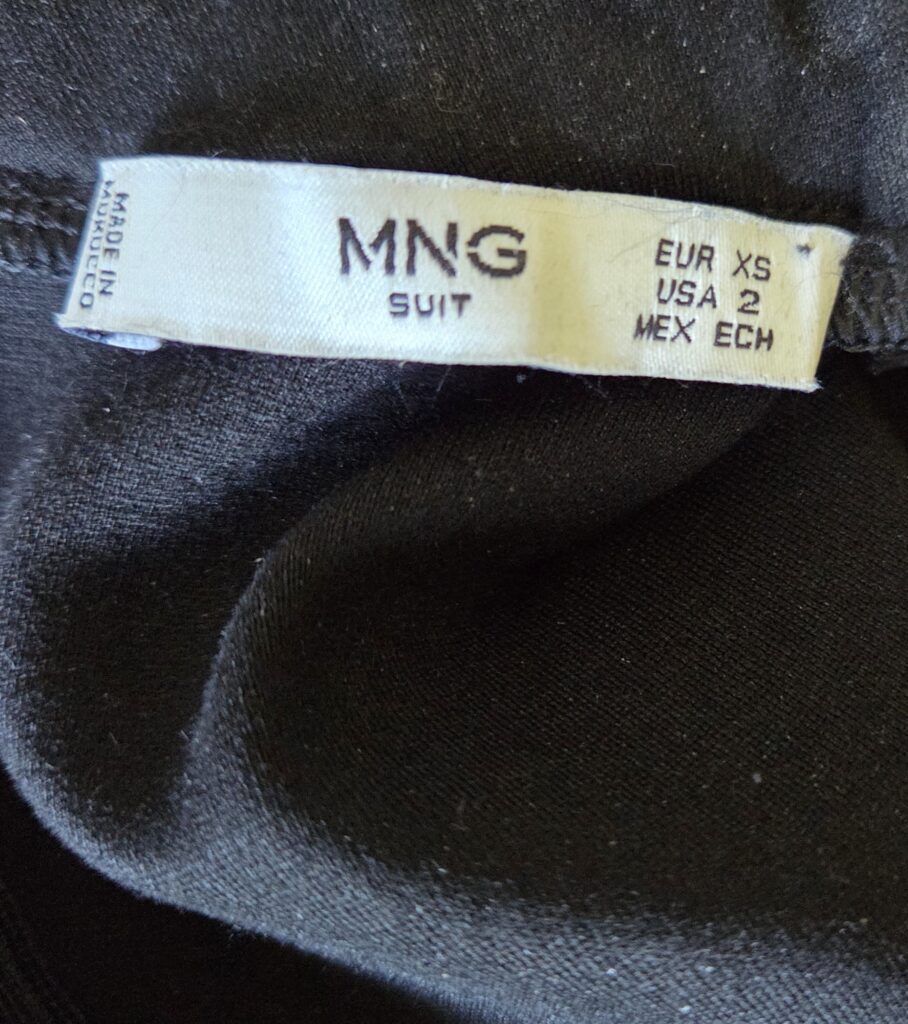 MADE IN
MOROCCO
MNG
SUIT
EUR XS
USA 2
MEX ECH